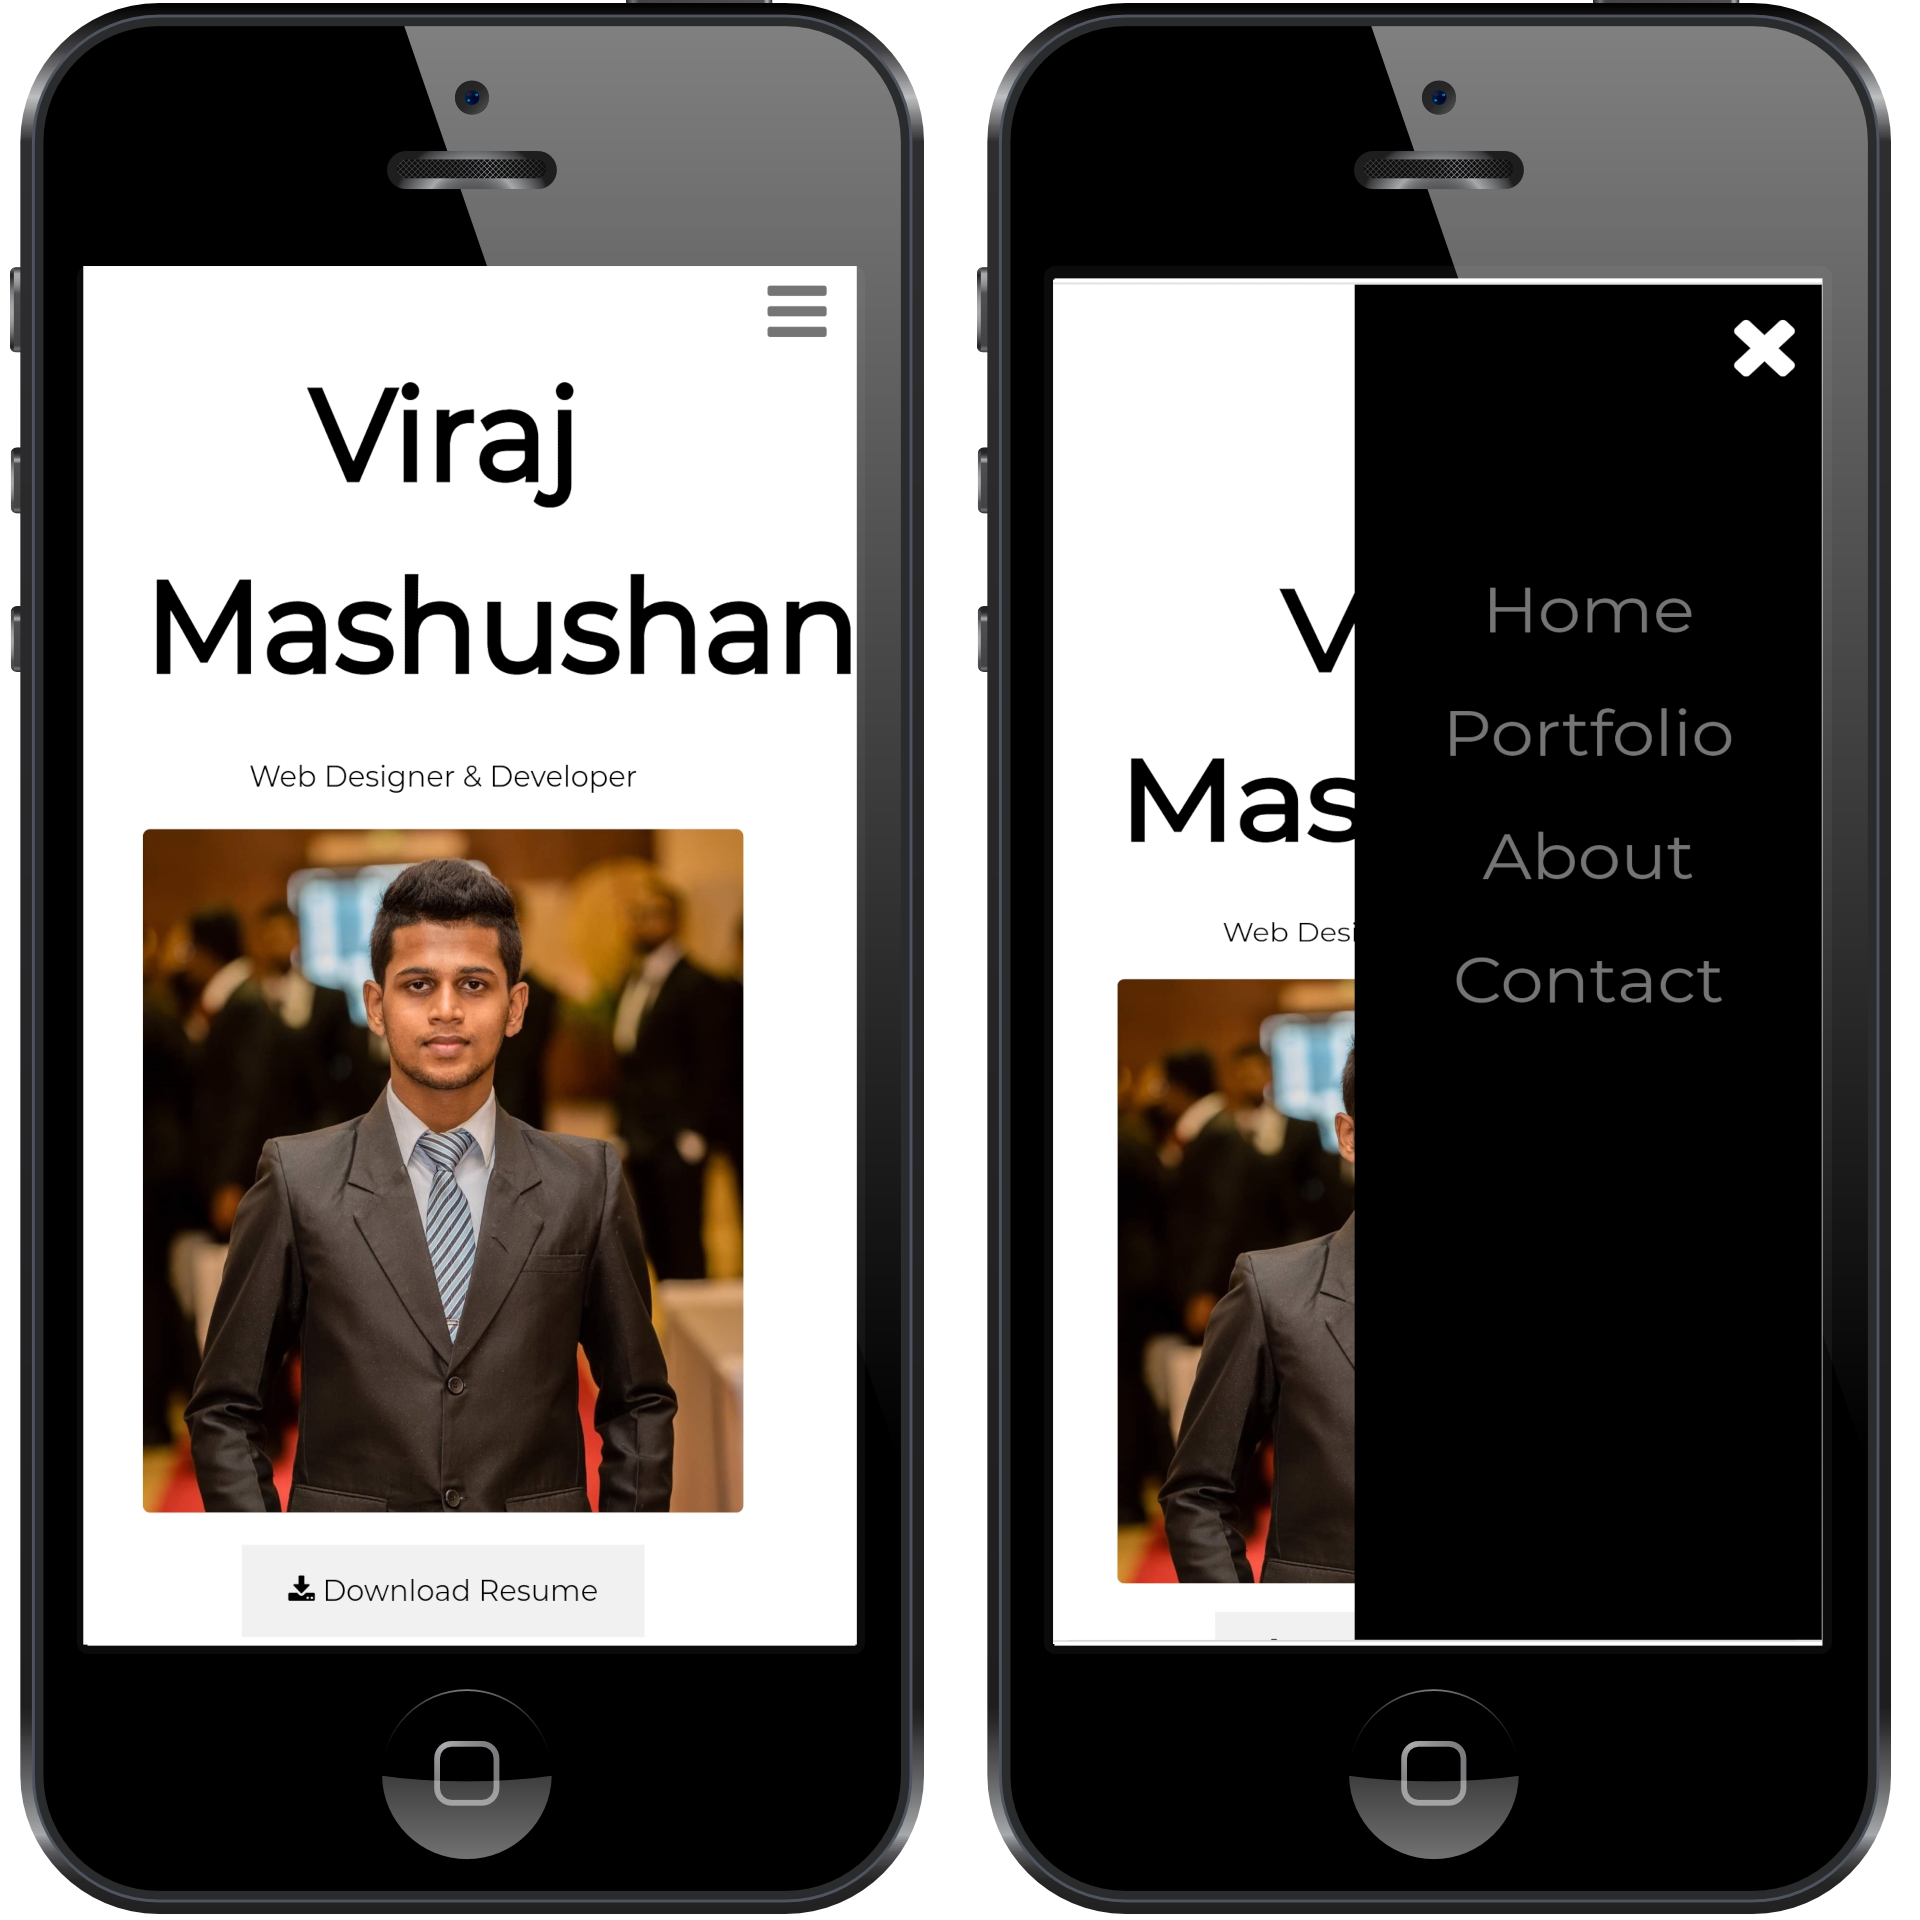 Viraj
Mashushan
Web Designer & Developer
Download Resume
V
Mas
Web Desi
Home
Portfolio
About
Contact